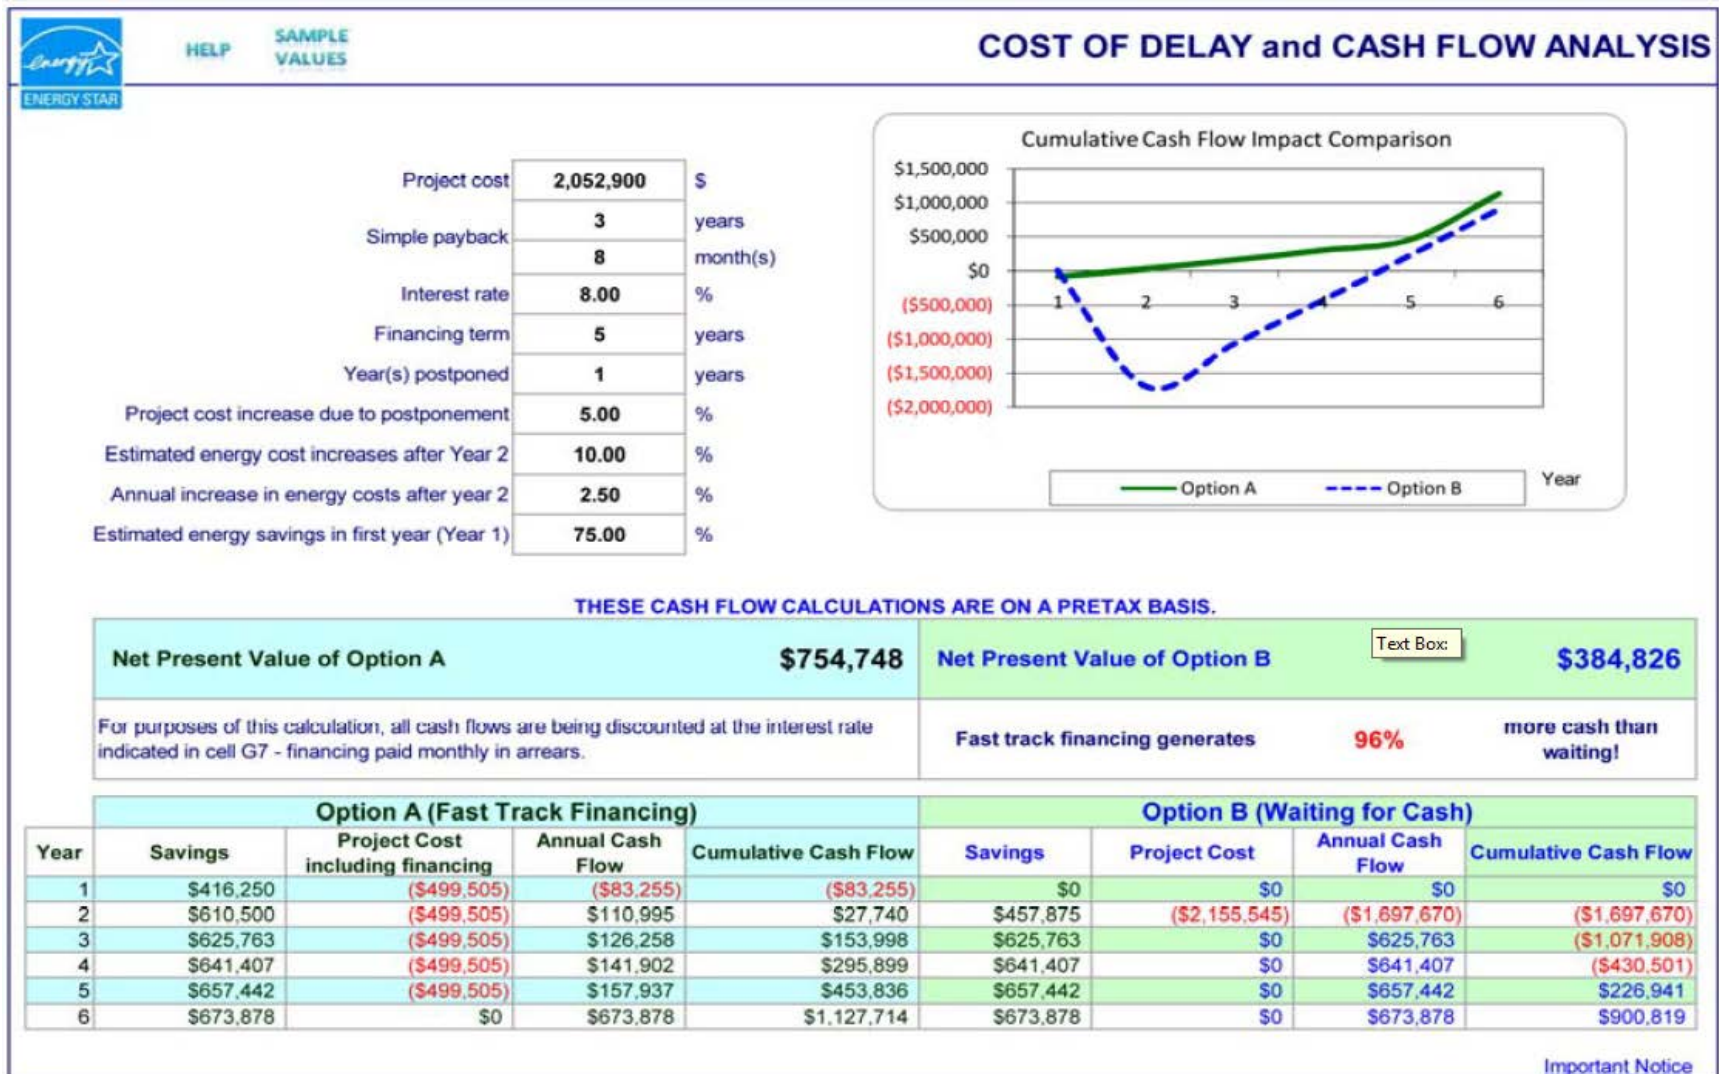 energy
ENERGY STAR
HELP
SAMPLE
VALUES
COST OF DELAY and CASH FLOW ANALYSIS
Project cost 2,052,900 $
Simple payback 3 years
8 month(s)
Interest rate 8.00 %
Financing term 5 years
Year(s) postponed 1 years
Project cost increase due to postponement 5.00 %
Estimated energy cost increases after Year 2 10.00 %
Annual increase in energy costs after year 2 2.50 %
Estimated energy savings in first year (Year 1) 75.00 %
Cumulative Cash Flow Impact Comparison
$1,500,000
$1,000,000
$500,000
$0
($500,000)
($1,000,000)
($1,500,000)
($2,000,000)
1 2 3 4 5 6
Year
Option A Option B
THESE CASH FLOW CALCULATIONS ARE ON A PRETAX BASIS.
Net Present Value of Option A $754,748 Net Present Value of Option B $384,826
Text Box:
For purposes of this calculation, all cash flows are being discounted at the interest rate
indicated in cell G7 - financing paid monthly in arrears.
Fast track financing generates 96% more cash than
waiting!
Option A (Fast Track Financing) Option B (Waiting for Cash)
Year Savings Project Cost including financing Annual Cash Flow Cumulative Cash Flow Savings Project Cost Annual Cash Flow Cumulative Cash Flow
1 $416,250 ($499,505) ($83,255) ($83,255) $0 $0 $0 $0
2 $610,500 ($499,505) $110,995 $27,740 $457,875 ($2,155,545) ($1,697,670) ($1,697,670)
3 $625,763 ($499,505) $126,258 $153,998 $625,763 $0 $625,763 ($1,071,908)
4 $641,407 ($499,505) $141,902 $295,899 $641,407 $0 $641,407 ($430,501)
5 $657,442 ($499,505) $157,937 $453,836 $657,442 $0 $657,442 $226,941
6 $673,878 $0 $673,878 $1,127,714 $673,878 $0 $673,878 $900,819
Important Notice